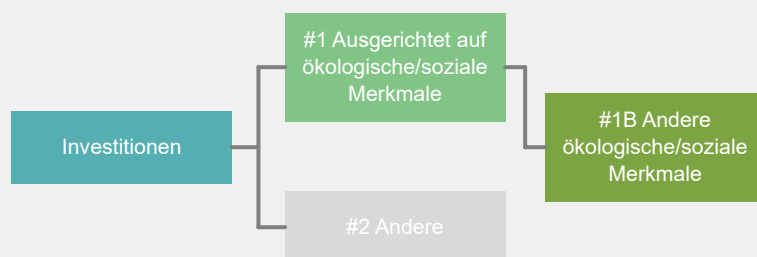 #1 Ausgerichtet auf
ökologische/soziale
Merkmale
Investitionen
#1B Andere
ökologische/soziale
Merkmale
#2 Andere